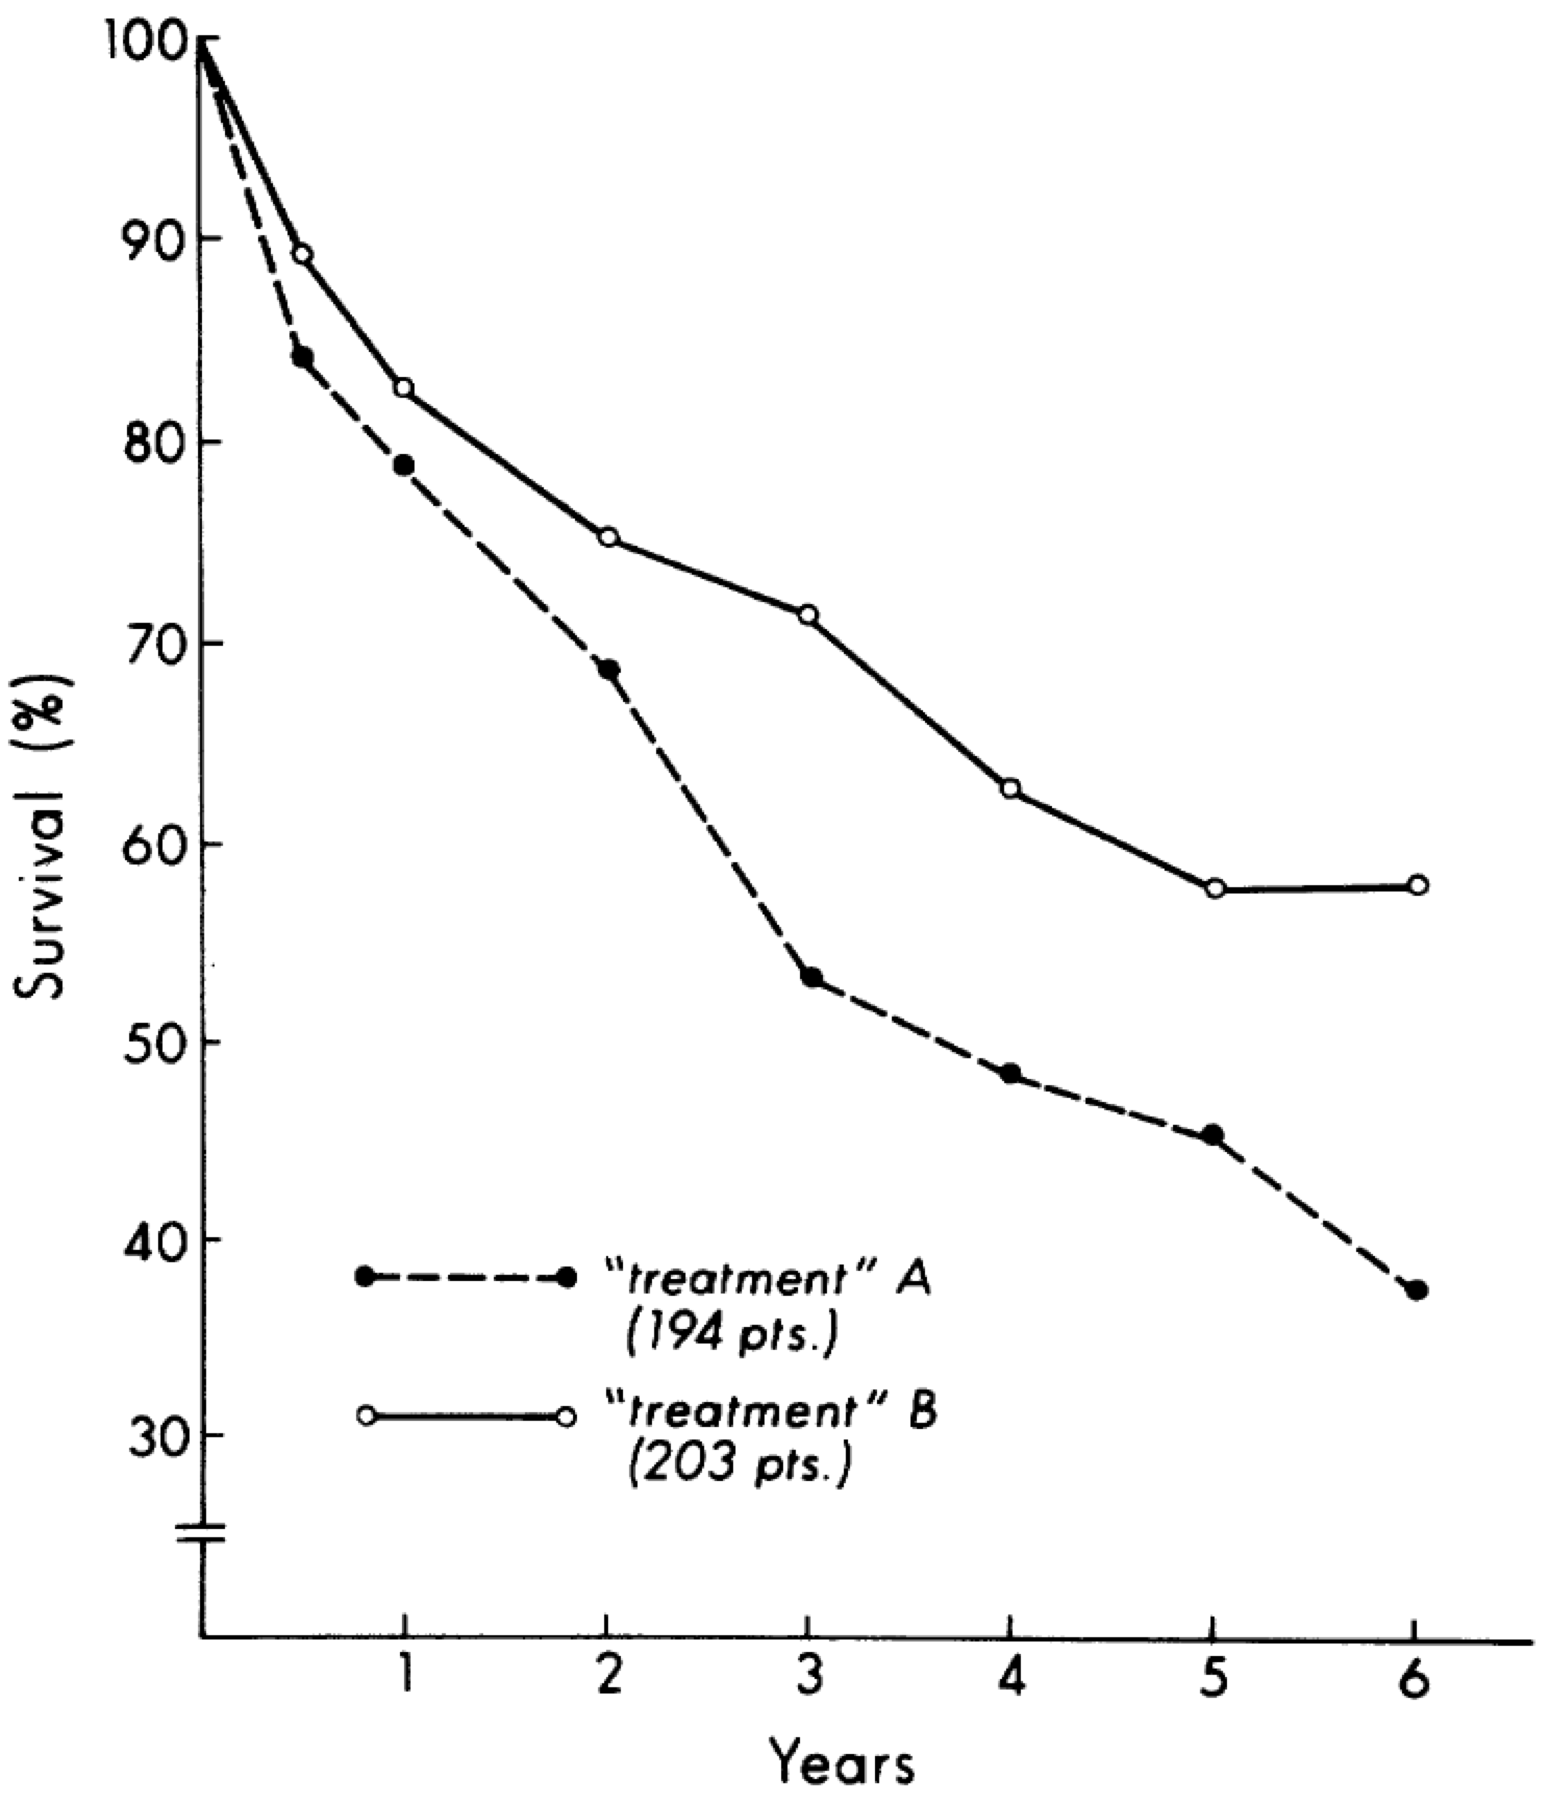 100
90
80
70
60
50
40
30
Survival (%)
"treatment" A
(194 pts.)
"treatment" B
(203 pts.)
1 2 3 4 5 6
Years